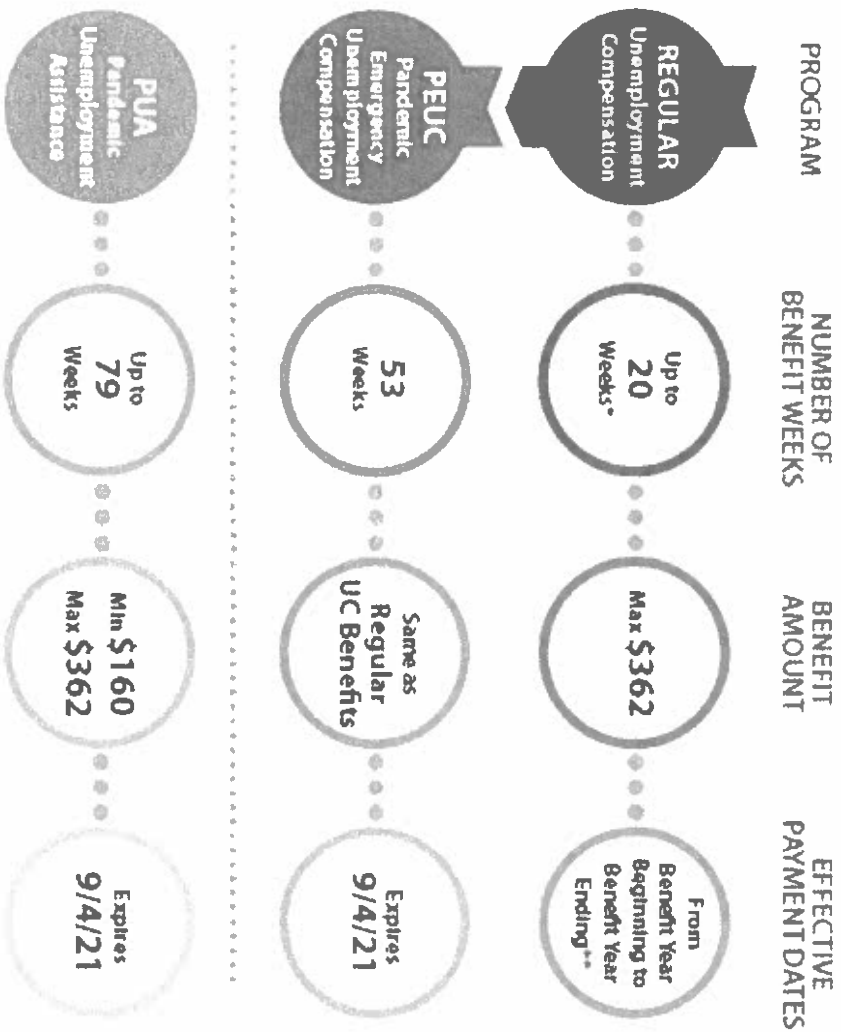 PROGRAM
NUMBER OF
BENEFIT WEEKS
BENEFIT
AMOUNT
EFFECTIVE
PAYMENT DATES
REGULAR
Unemployment
Compensation
Up to
20
Weeks*
Max $362
From
Benefit Year
Beginning to
Benefit Year
Ending**
PEUC
Pandemic
Emergency
Unemployment
Compensation
53
Weeks
Same as
Regular
UC Benefits
Expires
9/4/21
PUA
Pandemic
Unemployment
Assistance
Up to
79
Weeks
Min $160
Max $362
Expires
9/4/21